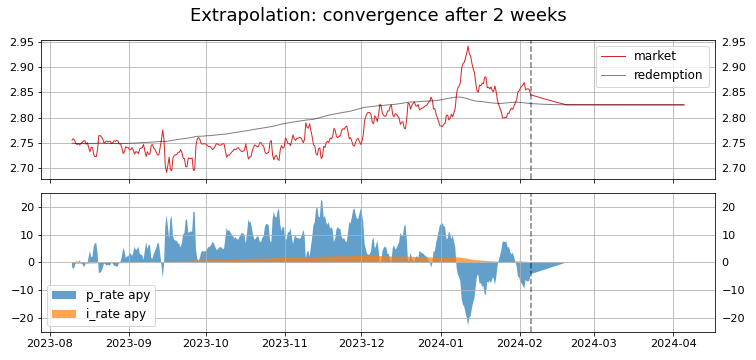 Extrapolation: convergence after 2 weeks
2.95 2.95
2.90 2.90
2.85 2.85
2.80 2.80
2.75 2.75
2.70 2.70
market
redemption
20 20
10 10
0 0
−10 −10
−20 −20
p_rate apy
i_rate apy
2023-08 2023-09 2023-10 2023-11 2023-12 2024-01 2024-02 2024-03 2024-04